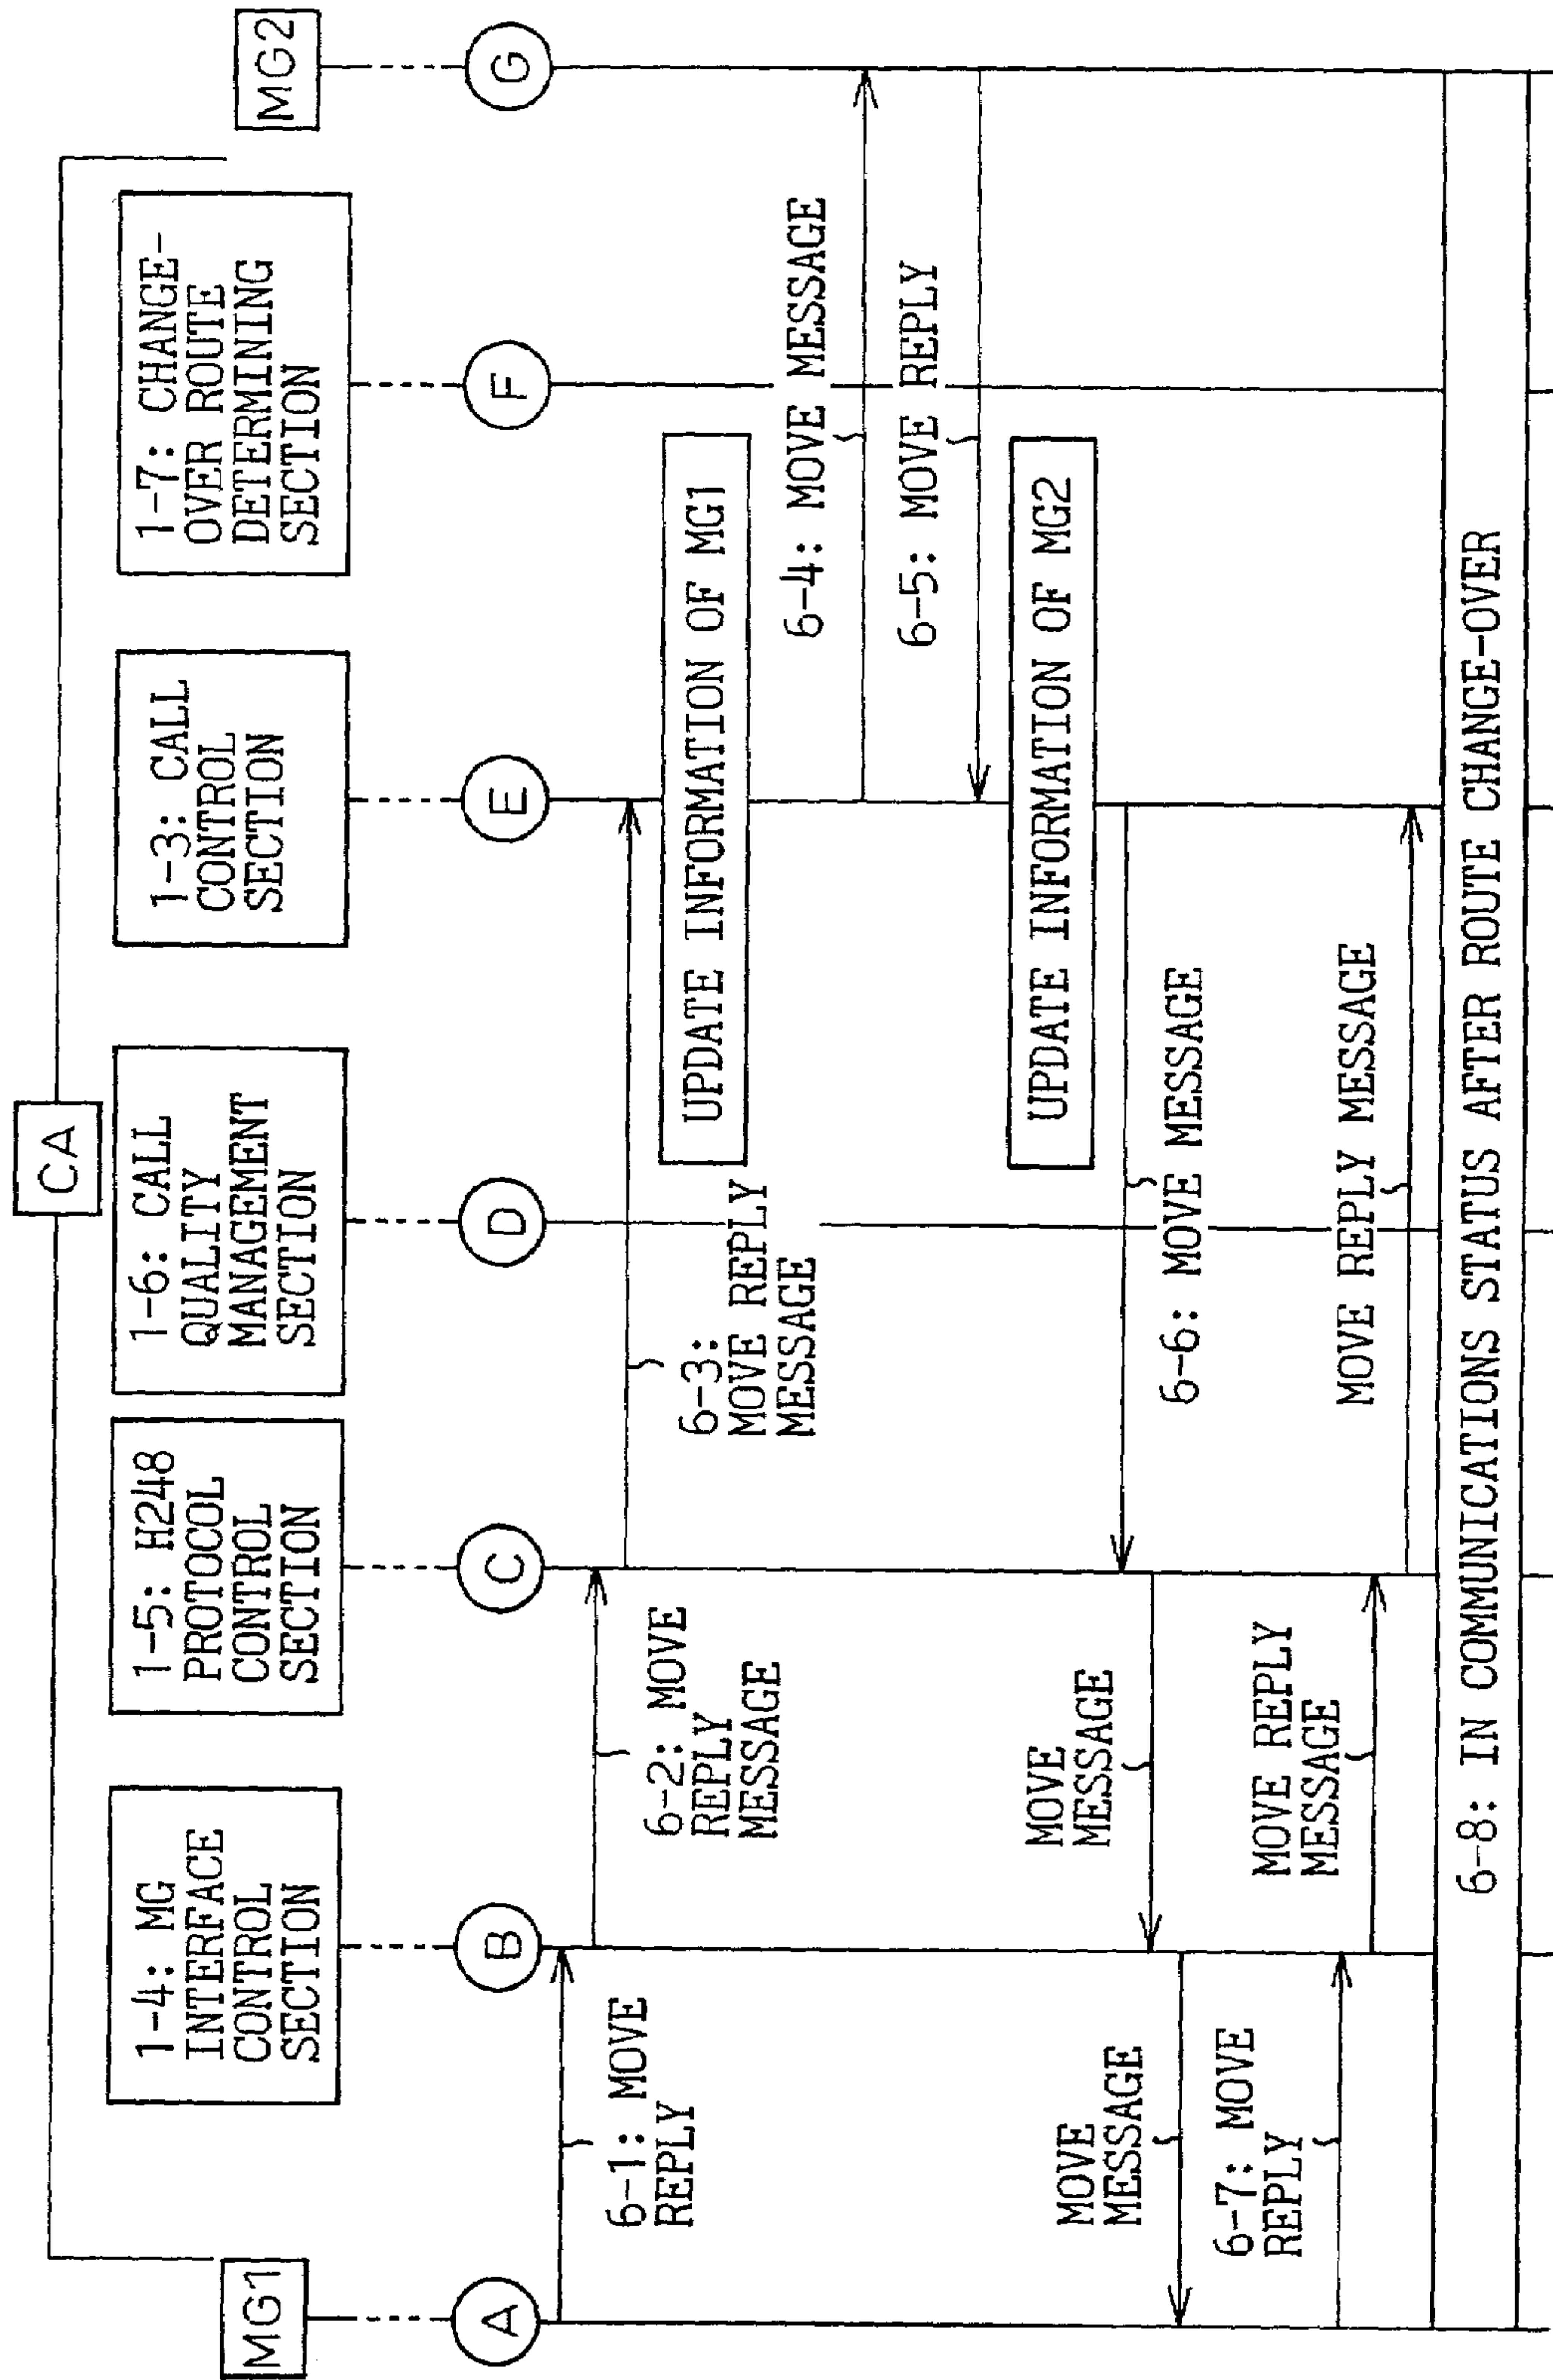 CA
MG1
1-4: MG
INTERFACE
CONTROL
SECTION
1-5: H248
PROTOCOL
CONTROL
SECTION
1-6: CALL
QUALITY
MANAGEMENT
SECTION
1-3: CALL
CONTROL
SECTION
1-7: CHANGE-
OVER ROUTE
DETERMINING
SECTION
MG2
A
B
C
D
E
F
G
6-1: MOVE
REPLY
6-2: MOVE
REPLY
MESSAGE
6-3:
MOVE REPLY
MESSAGE
UPDATE INFORMATION OF MG1
6-4: MOVE MESSAGE
6-5: MOVE REPLY
UPDATE INFORMATION OF MG2
6-6: MOVE MESSAGE
MOVE
MESSAGE
MOVE
MESSAGE
6-7: MOVE
REPLY
MOVE REPLY
MESSAGE
MOVE REPLY MESSAGE
6-8: IN COMMUNICATIONS STATUS AFTER ROUTE CHANGE-OVER